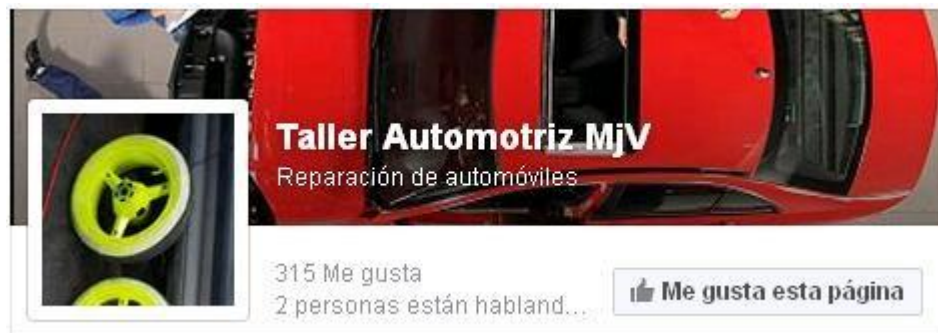 Taller Automotriz MjV
Reparación de automóviles
315 Me gusta
2 personas están habland...
Me gusta esta página